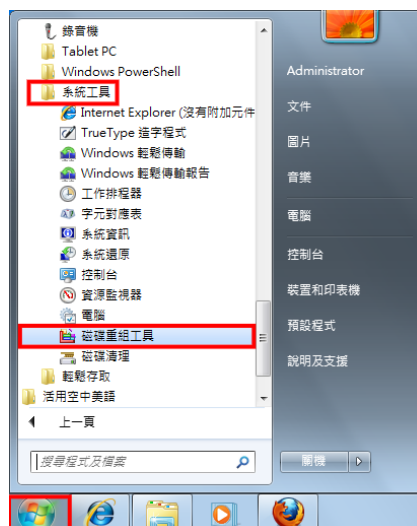 錄音機
Tablet PC
Windows PowerShell
系統工具
Internet Explorer (沒有附加元件
TrueType 造字程式
Windows 輕鬆傳輸
Windows 輕鬆傳輸報告
工作排程器
字元對應表
系統資訊
系統還原
控制台
資源監視器
電腦
磁碟重組工具
磁碟清理
輕鬆存取
活用空中美語
上一頁
搜尋程式及檔案
Administrator
文件
圖片
音樂
電腦
控制台
裝置和印表機
預設程式
說明及支援
關機